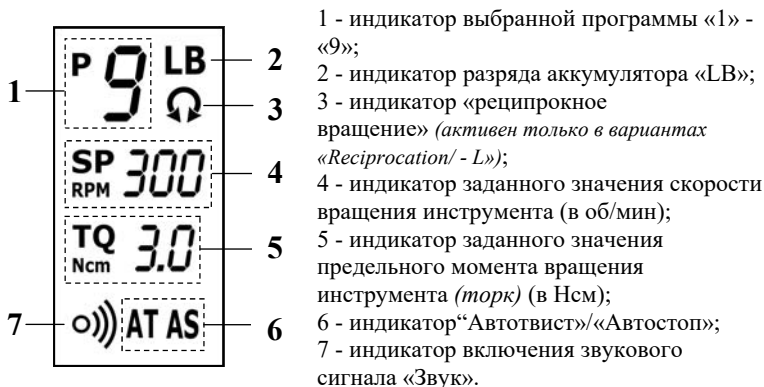 P 9 LB
SP 300
RPM
TQ 3.0
Ncm
AT AS
1
2
3
4
5
6
7
1 - индикатор выбранной программы «1» -
«9»;
2 - индикатор разряда аккумулятора «LB»;
3 - индикатор «реципрокное
вращение» (активен только в вариантах
«Reciprocation/ - L»);
4 - индикатор заданного значения скорости
вращения инструмента (в об/мин);
5 - индикатор заданного значения
предельного момента вращения
инструмента (торк) (в Нсм);
6 - индикатор“Автотвист”/«Автостоп»;
7 - индикатор включения звукового
сигнала «Звук».